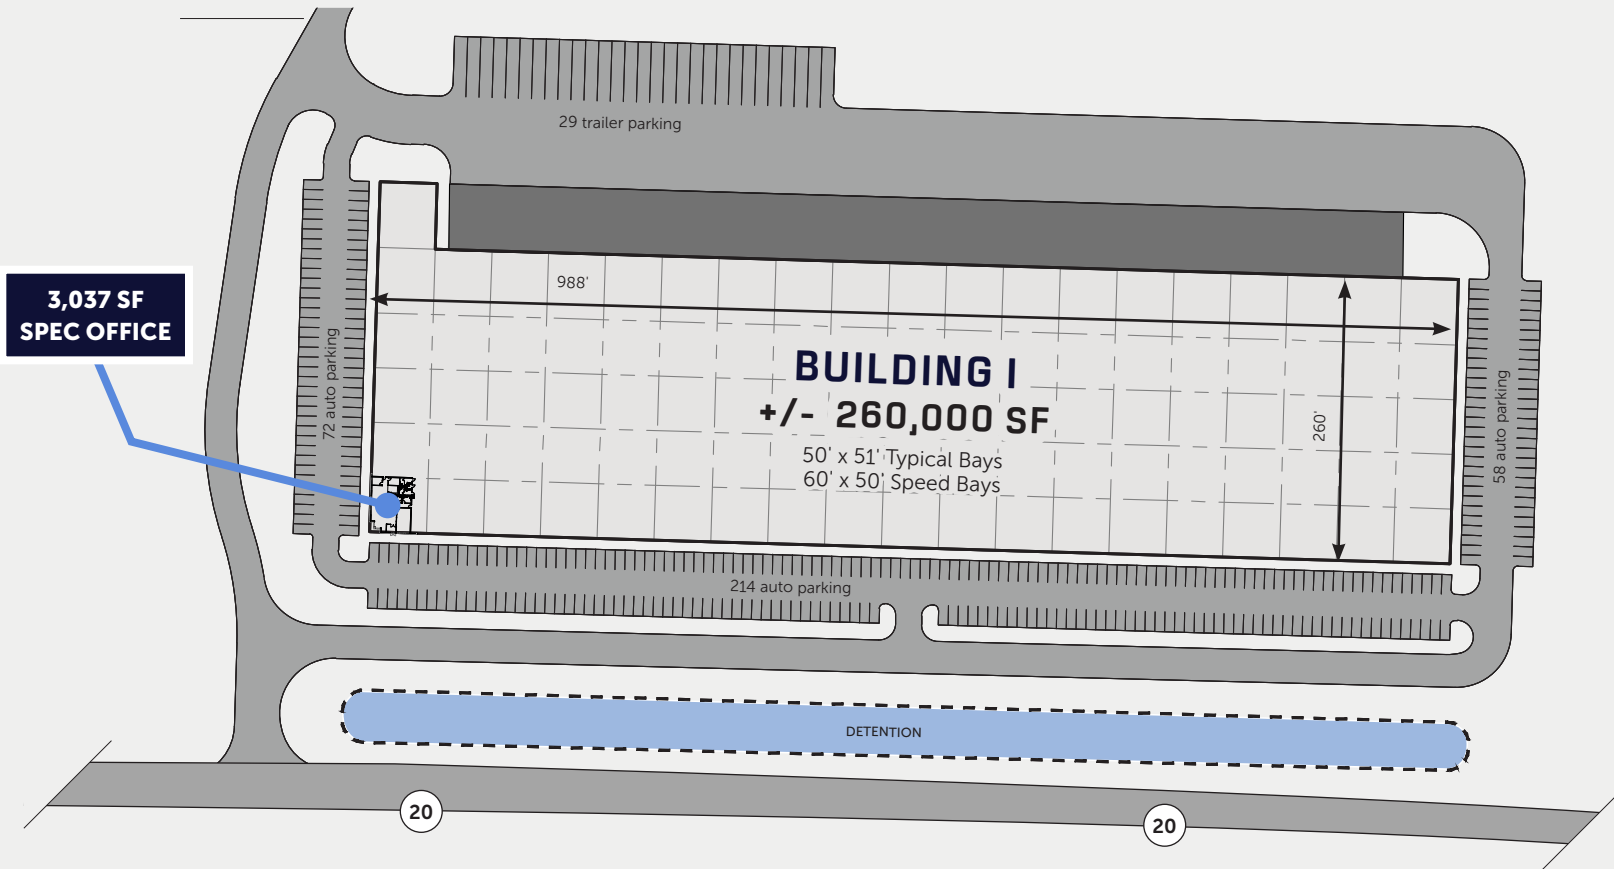 29 trailer parking
3,037 SF
SPEC OFFICE
988'
72 auto parking
BUILDING I
+/- 260,000 SF
50' x 51' Typical Bays
60' x 50' Speed Bays
260'
58 auto parking
214 auto parking
DETENTION
20
20